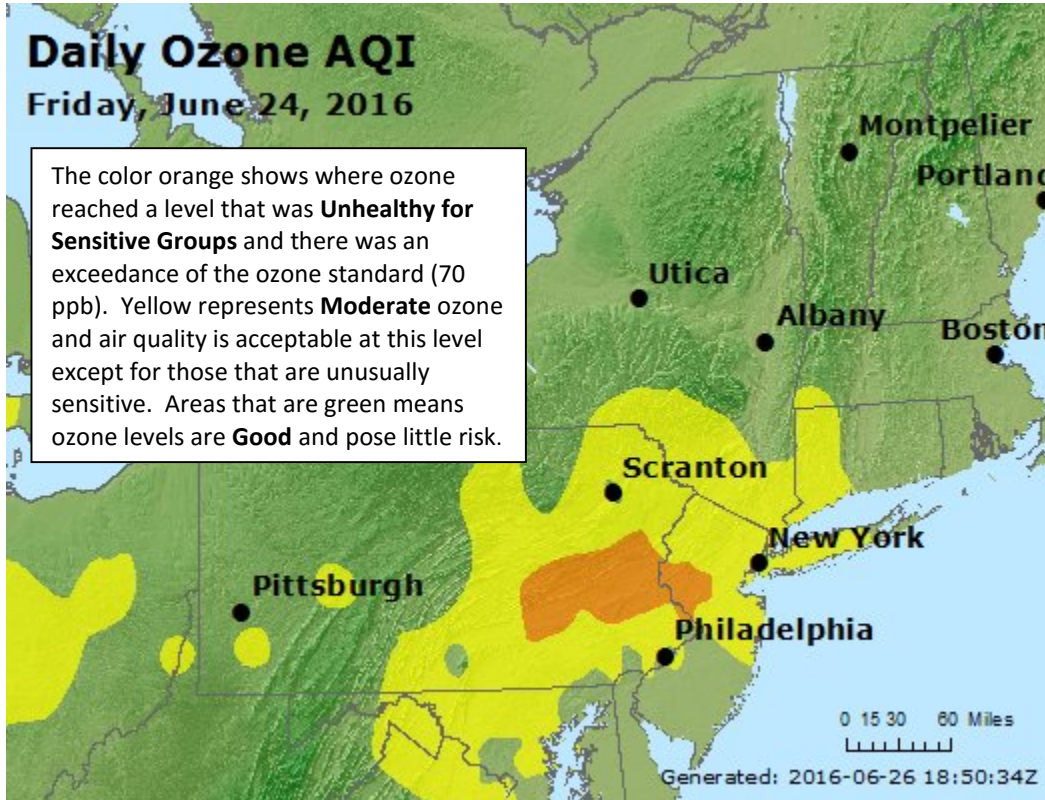 Daily Ozone AQI
Friday, June 24, 2016
The color orange shows where ozone
reached a level that was Unhealthy for
Sensitive Groups and there was an
exceedance of the ozone standard (70
ppb). Yellow represents Moderate ozone
and air quality is acceptable at this level
except for those that are unusually
sensitive. Areas that are green means
ozone levels are Good and pose little risk.
Montpelier
Portland
Utica
Albany
Boston
Scranton
New York
Pittsburgh
Philadelphia
0 15 30 60 Miles
Generated: 2016-06-26 18:50:34Z